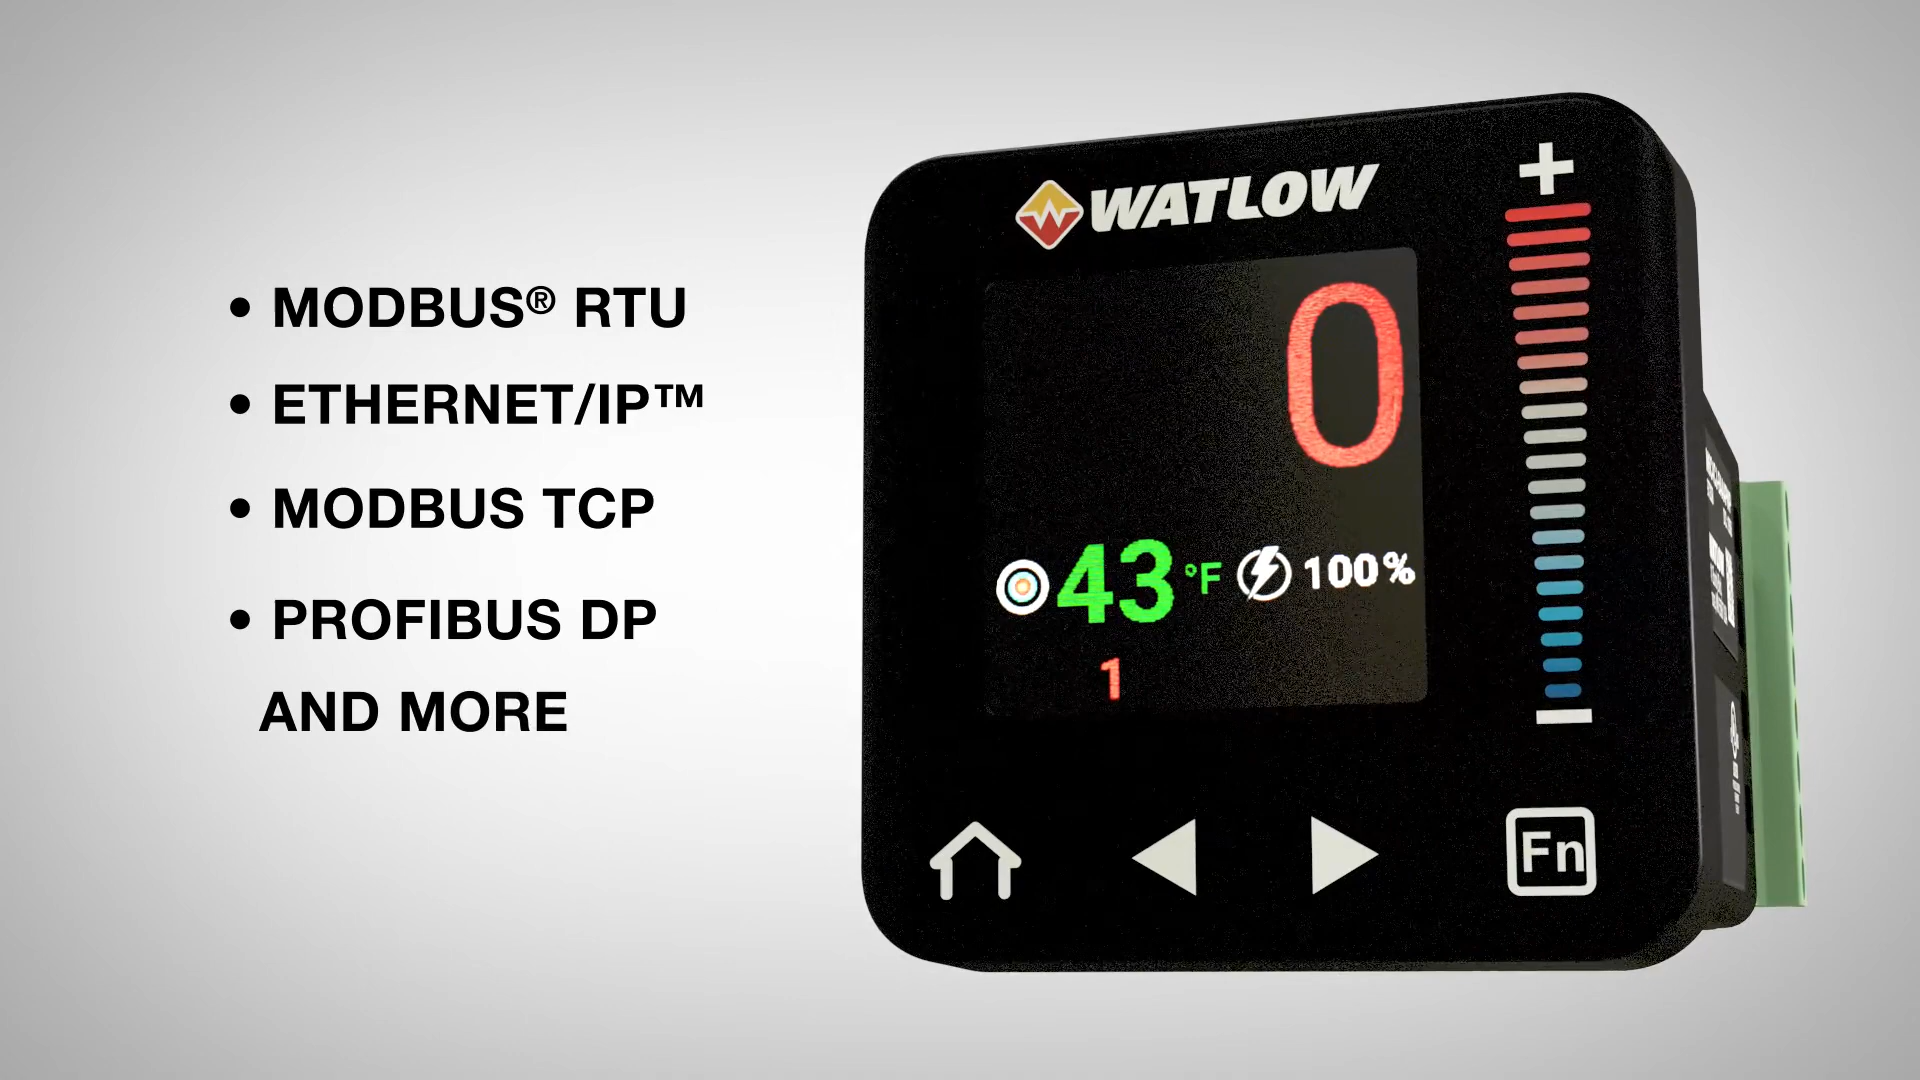 • MODBUS® RTU
• ETHERNET/IP™
• MODBUS TCP
• PROFIBUS DP
AND MORE
WATLOW
0
43 °F 100%
1
Fn